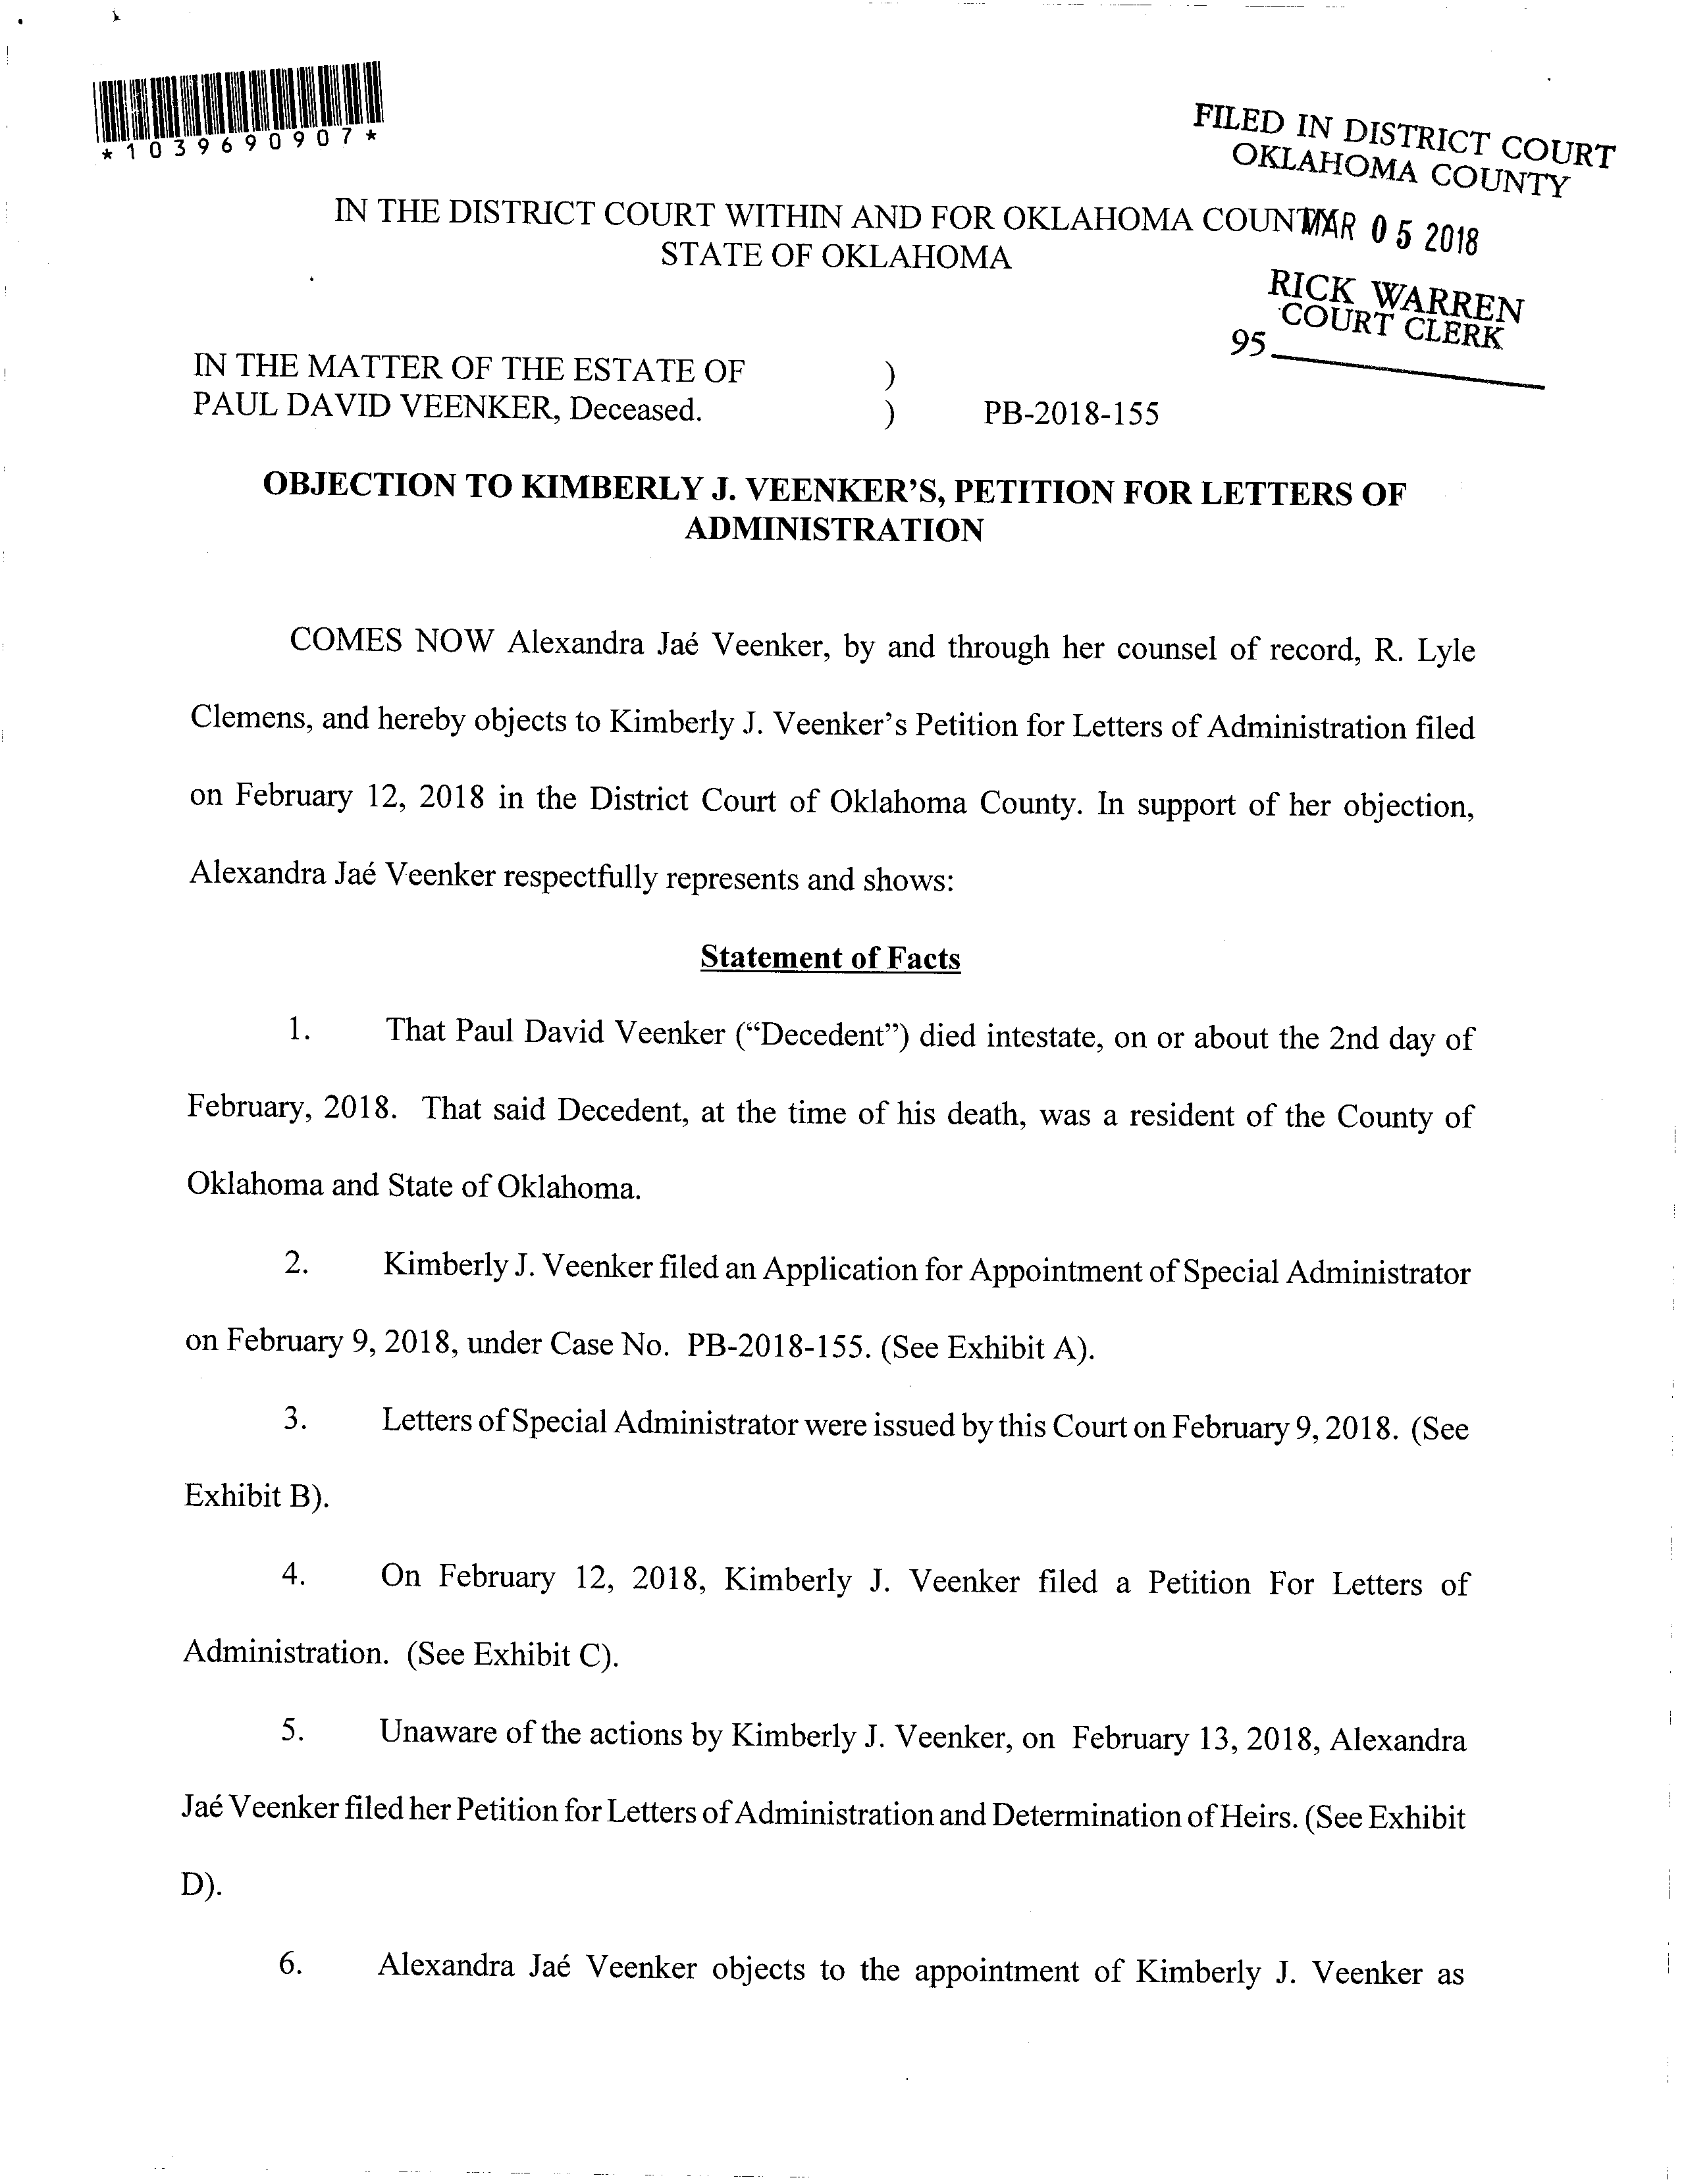 *1039690907*
FILED IN DISTRICT COURT
OKLAHOMA COUNTY
IN THE DISTRICT COURT WITHIN AND FOR OKLAHOMA COUNTY
MAR 05 2018
STATE OF OKLAHOMA
RICK WARREN
COURT CLERK
95
IN THE MATTER OF THE ESTATE OF )
PAUL DAVID VEENKER, Deceased. ) PB-2018-155
OBJECTION TO KIMBERLY J. VEENKER'S, PETITION FOR LETTERS OF
ADMINISTRATION
COMES NOW Alexandra Jaé Veenker, by and through her counsel of record, R. Lyle
Clemens, and hereby objects to Kimberly J. Veenker's Petition for Letters of Administration filed
on February 12, 2018 in the District Court of Oklahoma County. In support of her objection,
Alexandra Jaé Veenker respectfully represents and shows:
Statement of Facts
1. That Paul David Veenker ("Decedent") died intestate, on or about the 2nd day of
February, 2018. That said Decedent, at the time of his death, was a resident of the County of
Oklahoma and State of Oklahoma.
2. Kimberly J. Veenker filed an Application for Appointment of Special Administrator
on February 9, 2018, under Case No. PB-2018-155. (See Exhibit A).
3. Letters of Special Administrator were issued by this Court on February 9, 2018. (See
Exhibit B).
4. On February 12, 2018, Kimberly J. Veenker filed a Petition For Letters of
Administration. (See Exhibit C).
5. Unaware of the actions by Kimberly J. Veenker, on February 13, 2018, Alexandra
Jaé Veenker filed her Petition for Letters of Administration and Determination of Heirs. (See Exhibit
D).
6. Alexandra Jaé Veenker objects to the appointment of Kimberly J. Veenker as